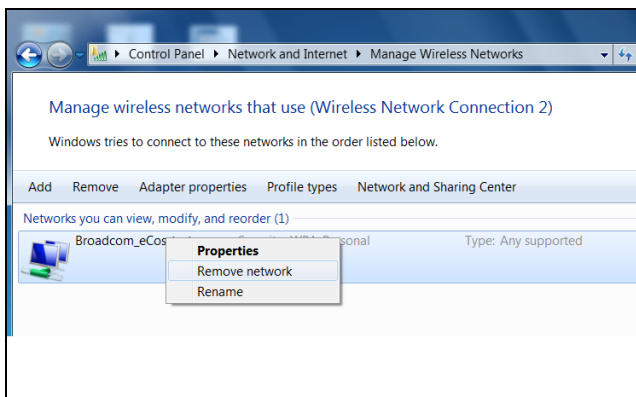 Control Panel ▸ Network and Internet ▸ Manage Wireless Networks
Manage wireless networks that use (Wireless Network Connection 2)
Windows tries to connect to these networks in the order listed below.
Add Remove Adapter properties Profile types Network and Sharing Center
Networks you can view, modify, and reorder (1)
Type: Any supported
Properties
Remove network
Rename